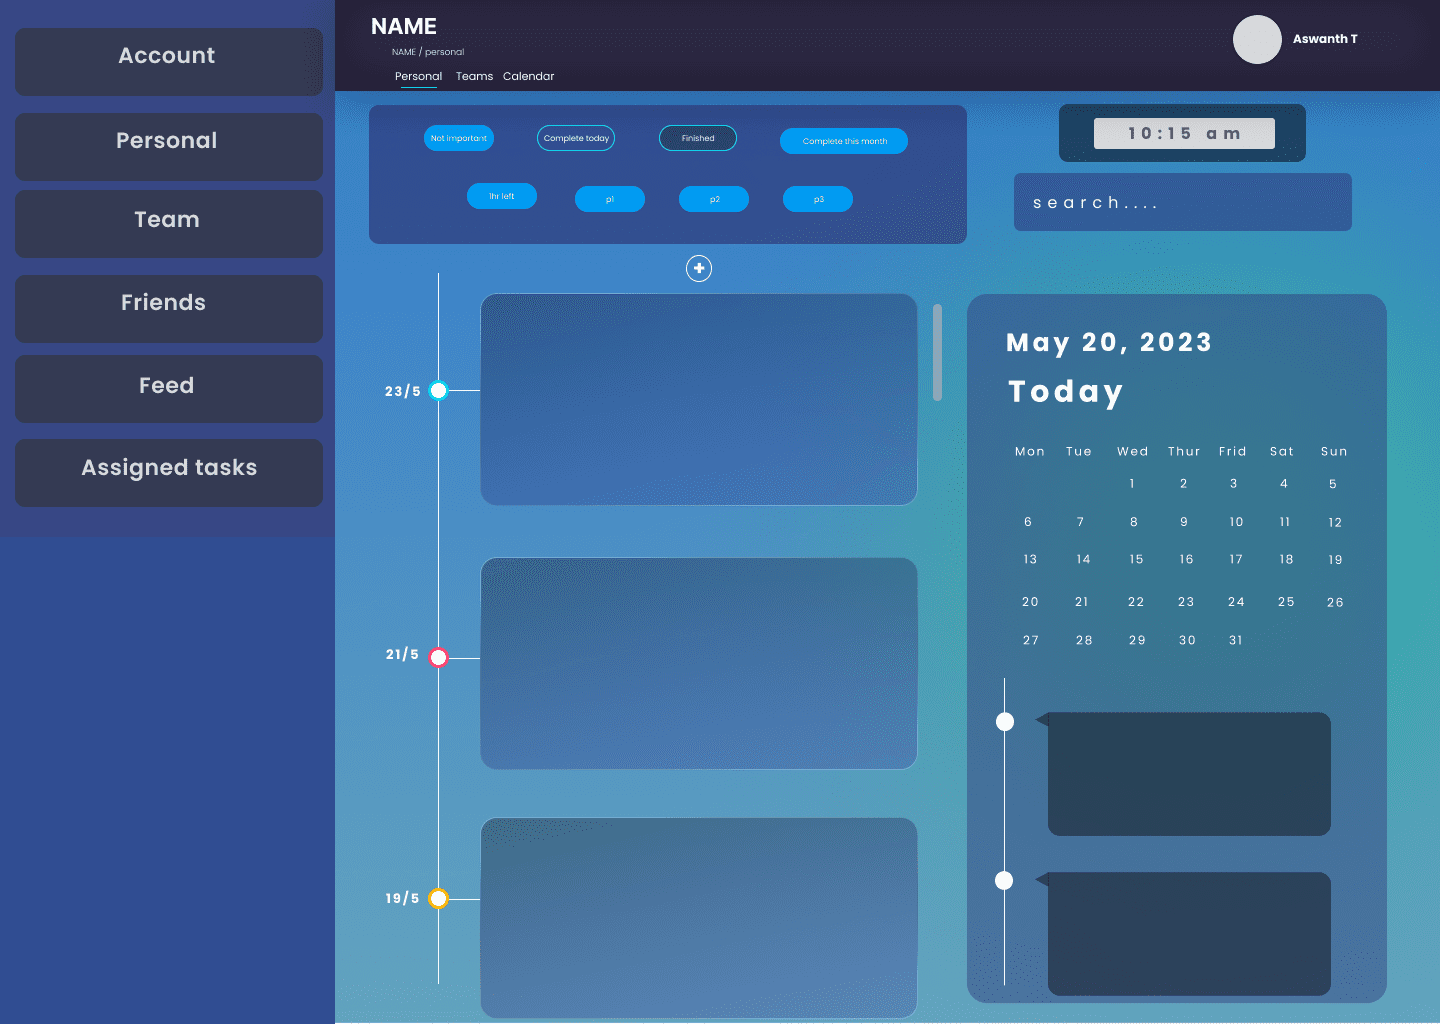 Account
Personal
Team
Friends
Feed
Assigned tasks
NAME
NAME / personal
Personal Teams Calendar
Aswanth T
Not important Complete today Finished Complete this month
1hr left p1 p2 p3
10:15 am
search....
23/5
21/5
19/5
May 20, 2023
Today
Mon Tue Wed Thur Frid Sat Sun
1 2 3 4 5
6 7 8 9 10 11 12
13 14 15 16 17 18 19
20 21 22 23 24 25 26
27 28 29 30 31